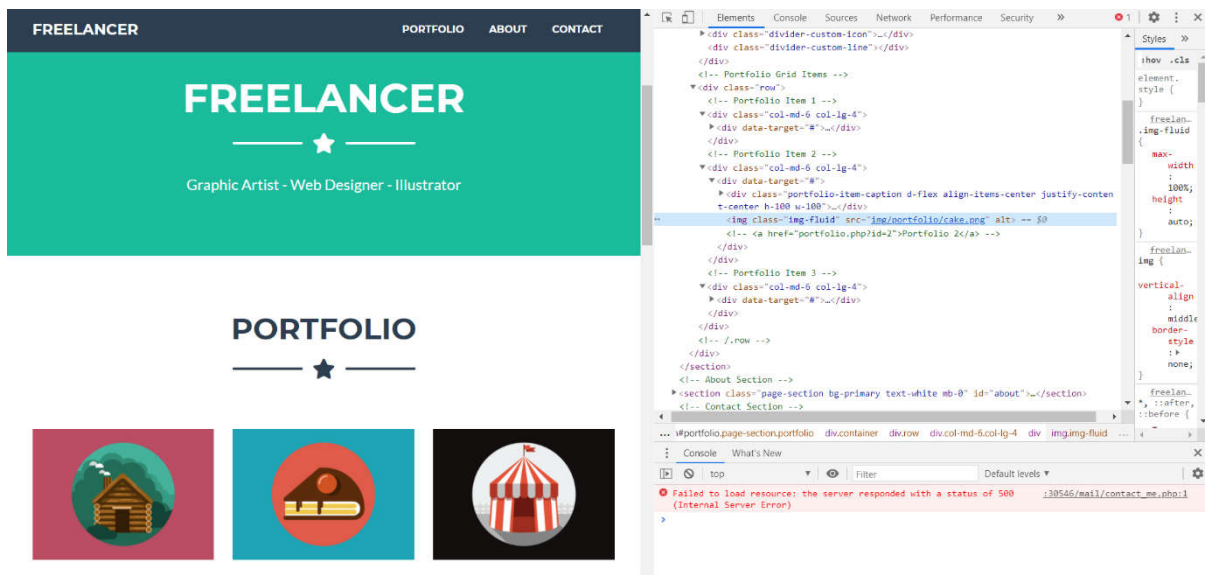 FREELANCER
PORTFOLIO ABOUT CONTACT
FREELANCER
Graphic Artist - Web Designer - Illustrator
PORTFOLIO
Elements Console Sources Network Performance Security » 1
<div class="divider-custom-icon">…</div>
<div class="divider-custom-line"></div>
</div>
<!-- Portfolio Grid Items -->
<div class="row">
<!-- Portfolio Item 1 -->
<div class="col-md-6 col-lg-4">
<div data-target="#">…</div>
</div>
<!-- Portfolio Item 2 -->
<div class="col-md-6 col-lg-4">
<div data-target="#">
<div class="portfolio-item-caption d-flex align-items-center justify-conten
t-center h-100 w-100">…</div>
<img class="img-fluid" src="img/portfolio/cake.png" alt> == $0
<!-- <a href="portfolio.php?id=2">Portfolio 2</a> -->
</div>
</div>
<!-- Portfolio Item 3 -->
<div class="col-md-6 col-lg-4">
<div data-target="#">…</div>
</div>
</div>
<!-- /.row -->
</div>
</section>
<!-- About Section -->
<section class="page-section bg-primary text-white mb-0" id="about">…</section>
<!-- Contact Section -->
... #portfolio.page-section.portfolio div.container div.row div.col-md-6.col-lg-4 div img.img-fluid ...
Styles »
:hov .cls
element.
style {
}
freelan…
.img-fluid
{
max-
width
:
100%;
height
:
auto;
}
freelan…
img {
vertical-
align
:
middle
border-
style
:
none;
}
freelan…
*, ::after,
::before {
Console What's New
top Filter Default levels
Failed to load resource: the server responded with a status of 500 :30546/mail/contact_me.php:1
(Internal Server Error)
>